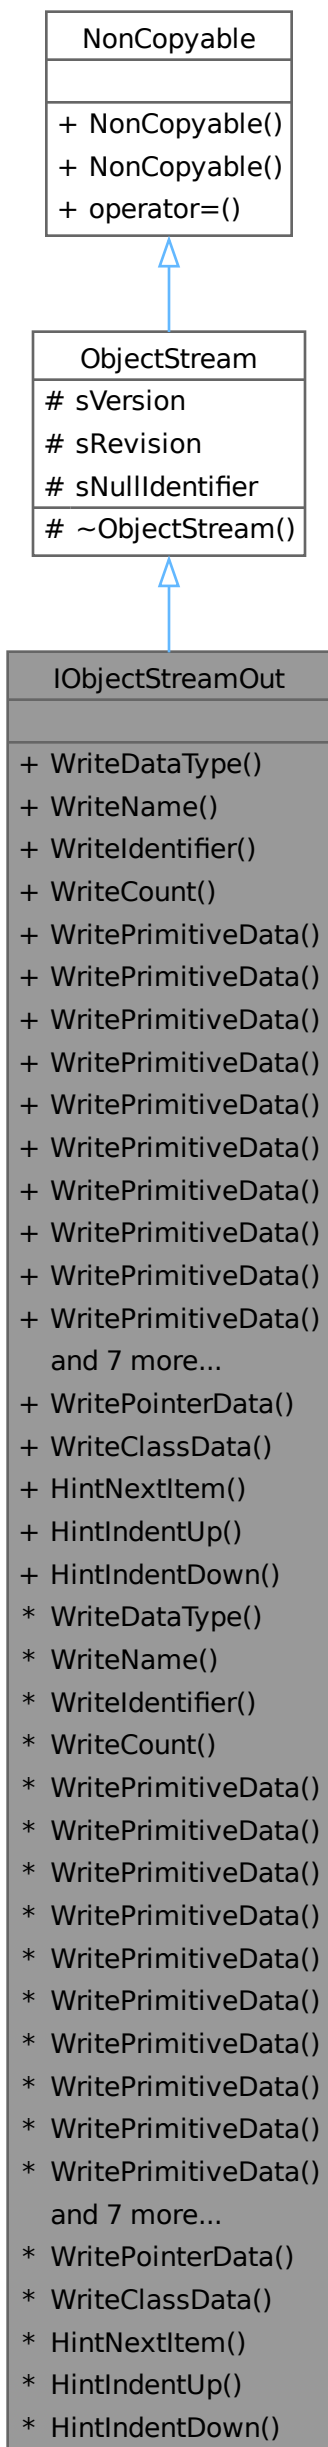 NonCopyable
+ NonCopyable()
+ NonCopyable()
+ operator=()
ObjectStream
# sVersion
# sRevision
# sNullIdentifier
# ~ObjectStream()
IObjectStreamOut
+ WriteDataType()
+ WriteName()
+ WriteIdentifier()
+ WriteCount()
+ WritePrimitiveData()
+ WritePrimitiveData()
+ WritePrimitiveData()
+ WritePrimitiveData()
+ WritePrimitiveData()
+ WritePrimitiveData()
+ WritePrimitiveData()
+ WritePrimitiveData()
+ WritePrimitiveData()
+ WritePrimitiveData()
and 7 more...
+ WritePointerData()
+ WriteClassData()
+ HintNextItem()
+ HintIndentUp()
+ HintIndentDown()
* WriteDataType()
* WriteName()
* WriteIdentifier()
* WriteCount()
* WritePrimitiveData()
* WritePrimitiveData()
* WritePrimitiveData()
* WritePrimitiveData()
* WritePrimitiveData()
* WritePrimitiveData()
* WritePrimitiveData()
* WritePrimitiveData()
* WritePrimitiveData()
* WritePrimitiveData()
and 7 more...
* WritePointerData()
* WriteClassData()
* HintNextItem()
* HintIndentUp()
* HintIndentDown()